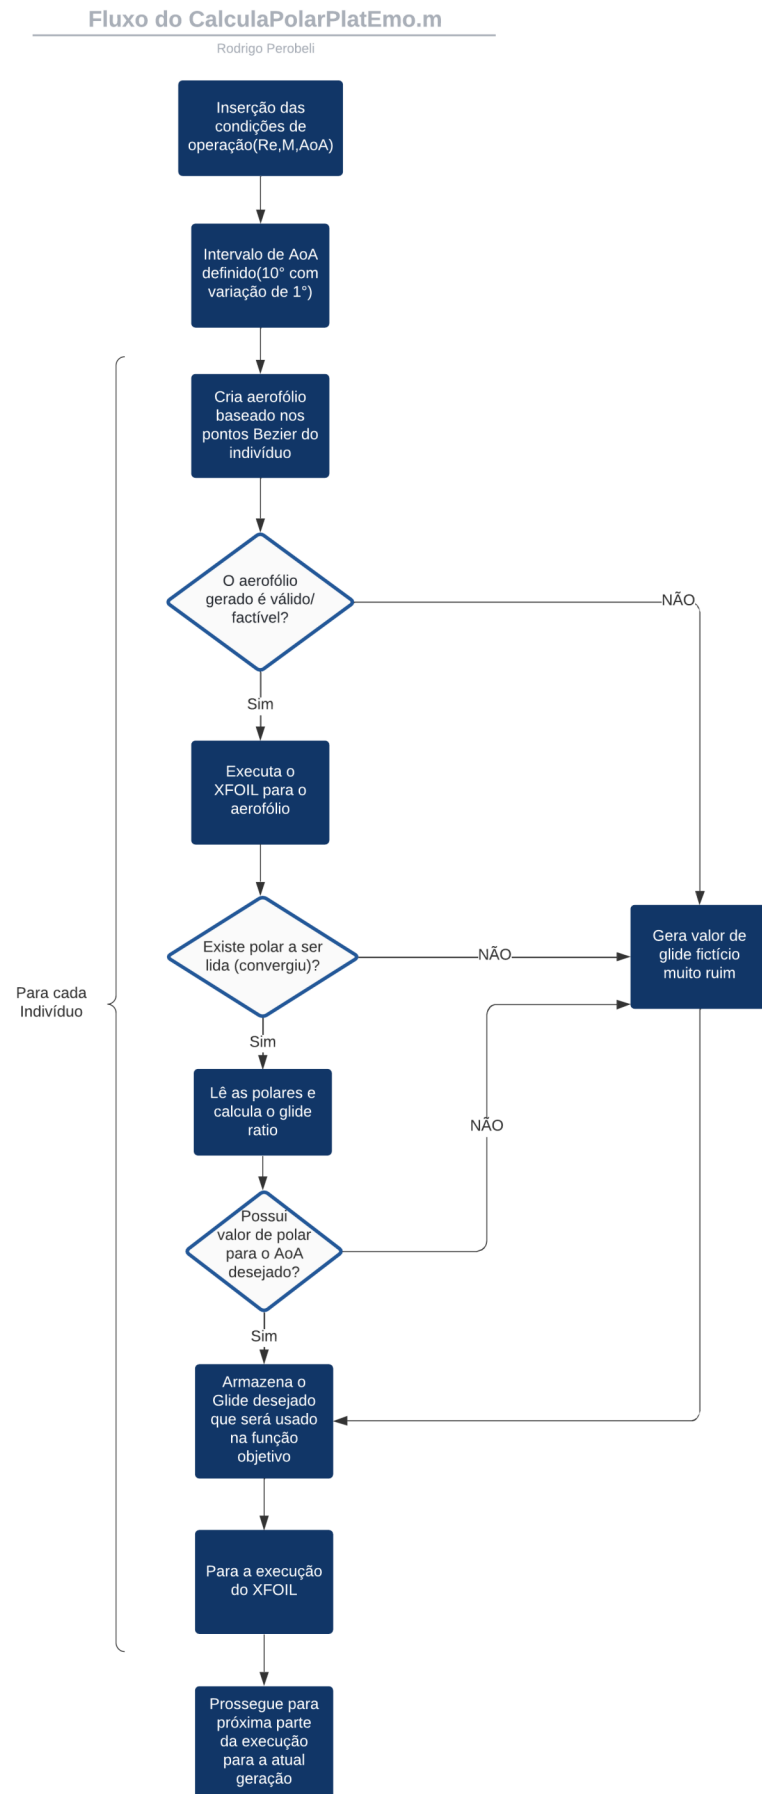 Fluxo do CalculaPolarPlatEmo.m
Rodrigo Perobeli
Inserção das
condições de
operação(Re,M,AoA)
Intervalo de AoA
definido(10° com
variação de 1°)
Cria aerofólio
baseado nos
pontos Bezier do
indivíduo
O aerofólio
gerado é válido/
factível?
NÃO
Sim
Executa o
XFOIL para o
aerofólio
Existe polar a ser
lida (convergiu)?
NÃO
Gera valor de
glide fictício
muito ruim
Para cada
Indivíduo
Sim
Lê as polares e
calcula o glide
ratio
NÃO
Possui
valor de polar
para o AoA
desejado?
Sim
Armazena o
Glide desejado
que será usado
na função
objetivo
Para a execução
do XFOIL
Prossegue para
próxima parte
da execução
para a atual
geração